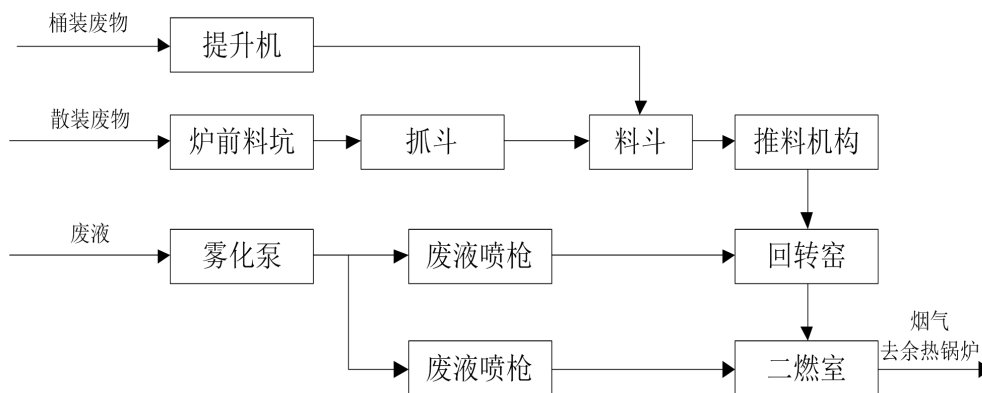 桶装废物
提升机
散装废物
炉前料坑
抓斗
料斗
推料机构
废液
雾化泵
废液喷枪
回转窑
废液喷枪
二燃室
烟气
去余热锅炉